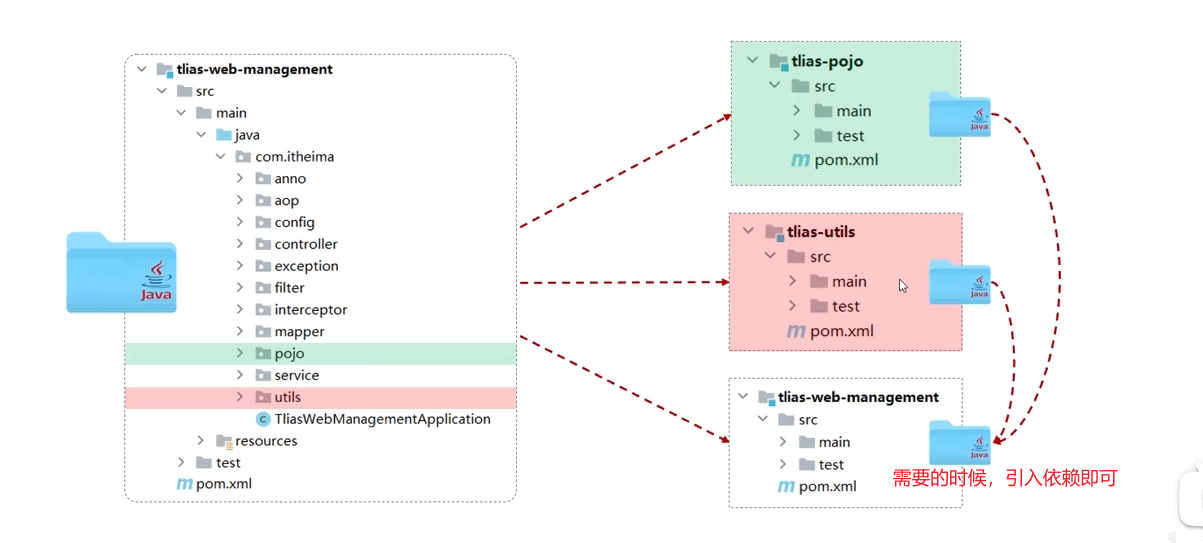 tlias-web-management
src
main
java
com.itheima
anno
aop
config
controller
exception
filter
interceptor
mapper
pojo
service
utils
C TliasWebManagementApplication
resources
test
m pom.xml
Java
tlias-pojo
src
main
test
m pom.xml
Java
tlias-utils
src
main
test
m pom.xml
Java
tlias-web-management
src
main
test
m pom.xml
Java
需要的时候，引入依赖即可